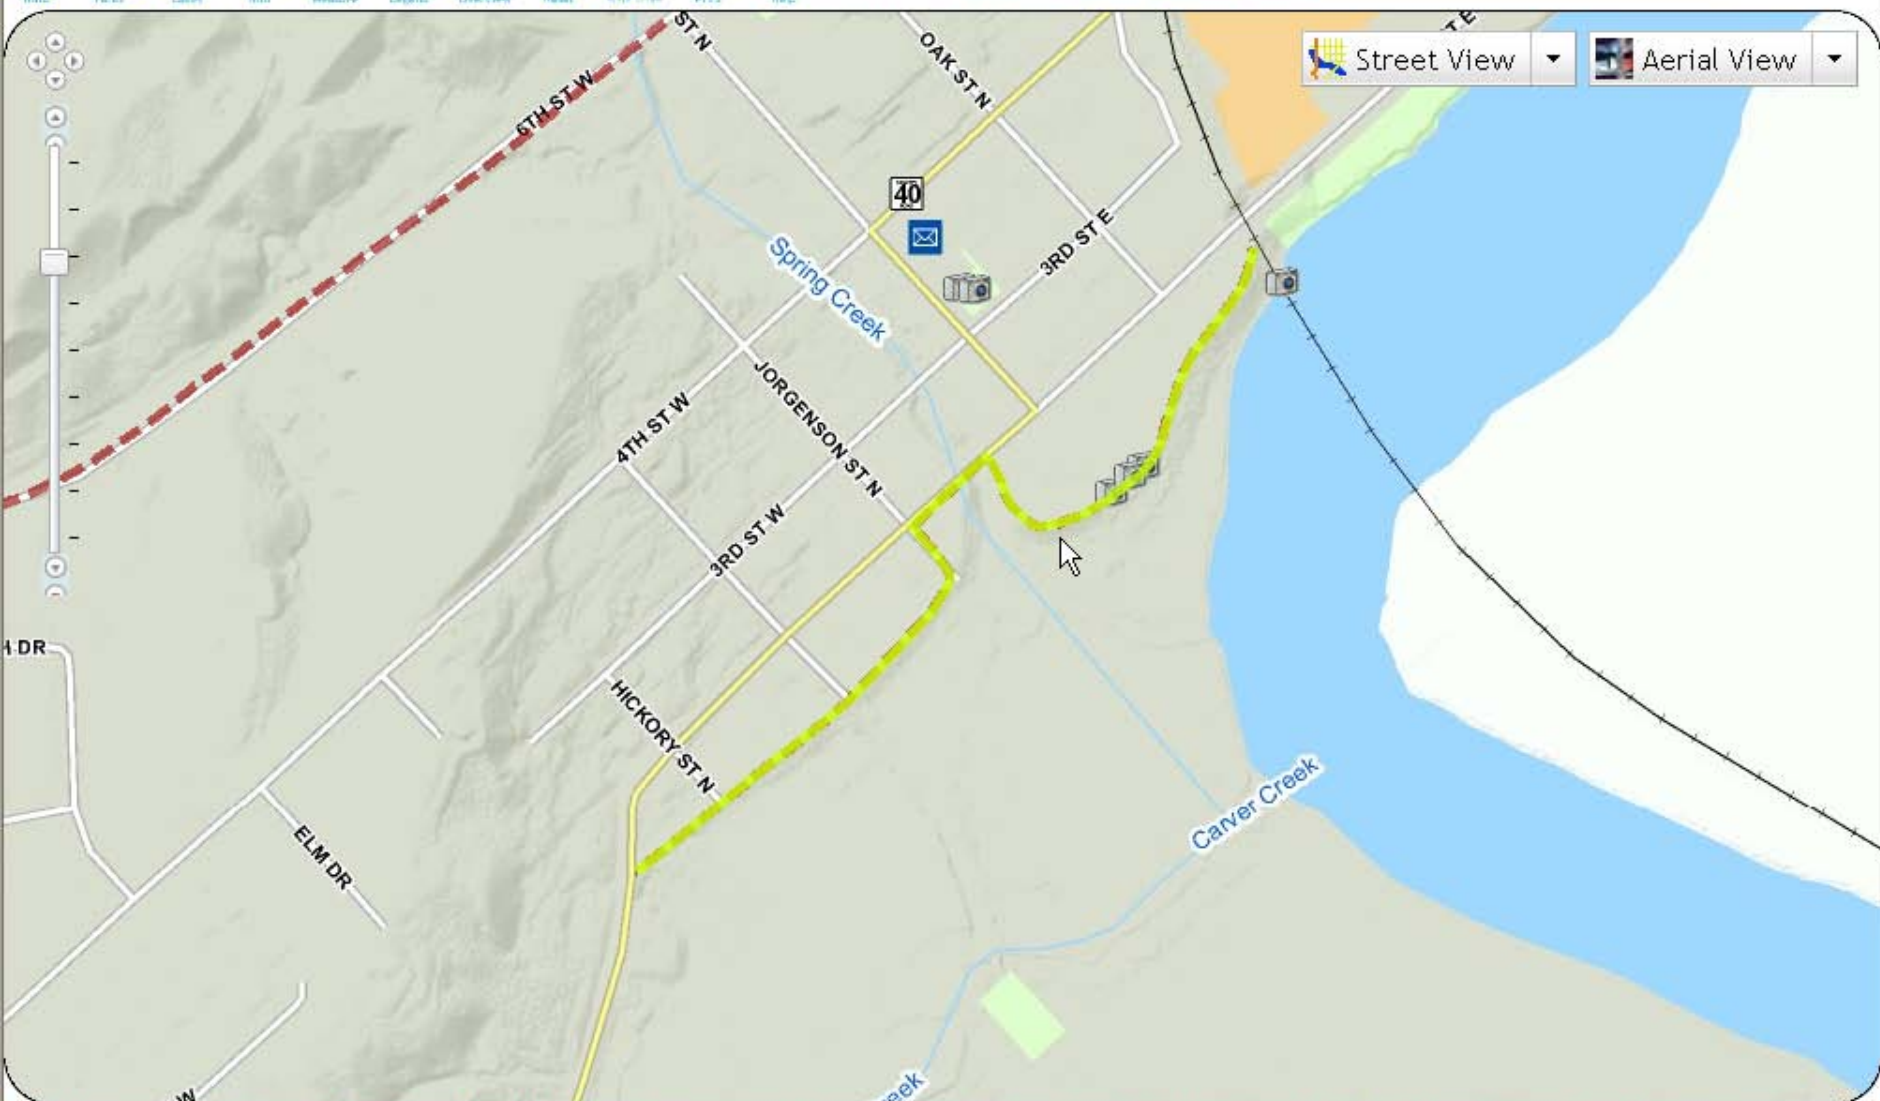 ST N
OAK ST N
ST E
Street View
Aerial View
6TH ST W
40
3RD ST E
Spring Creek
JORGENSON ST N
4TH ST W
3RD ST W
DR
HICKORY ST N
Carver Creek
ELM DR
W
eek